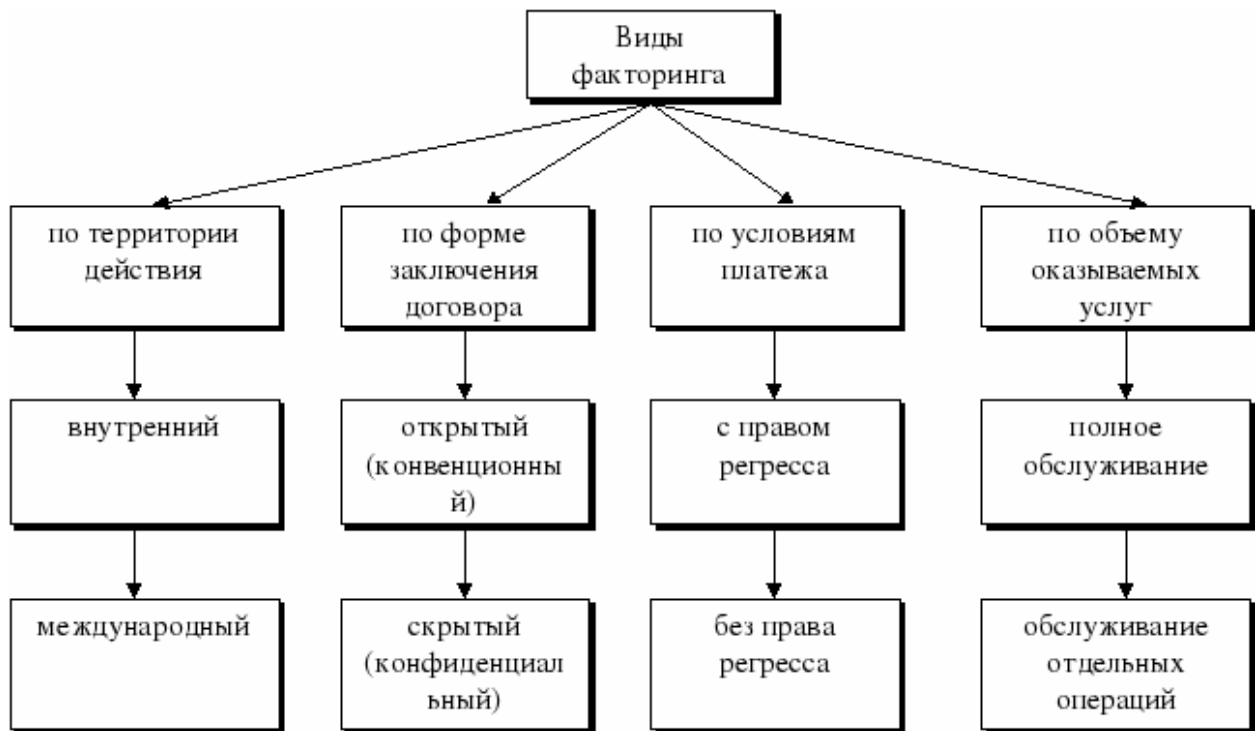 Виды
факторинга
по территории
действия
по форме
заключения
договора
по условиям
платежа
по объему
оказываемых
услуг
внутренний
открытый
(конвенционны
й)
с правом
регресса
полное
обслуживание
международный
скрытый
(конфиденциал
ьный)
без права
регресса
обслуживание
отдельных
операций